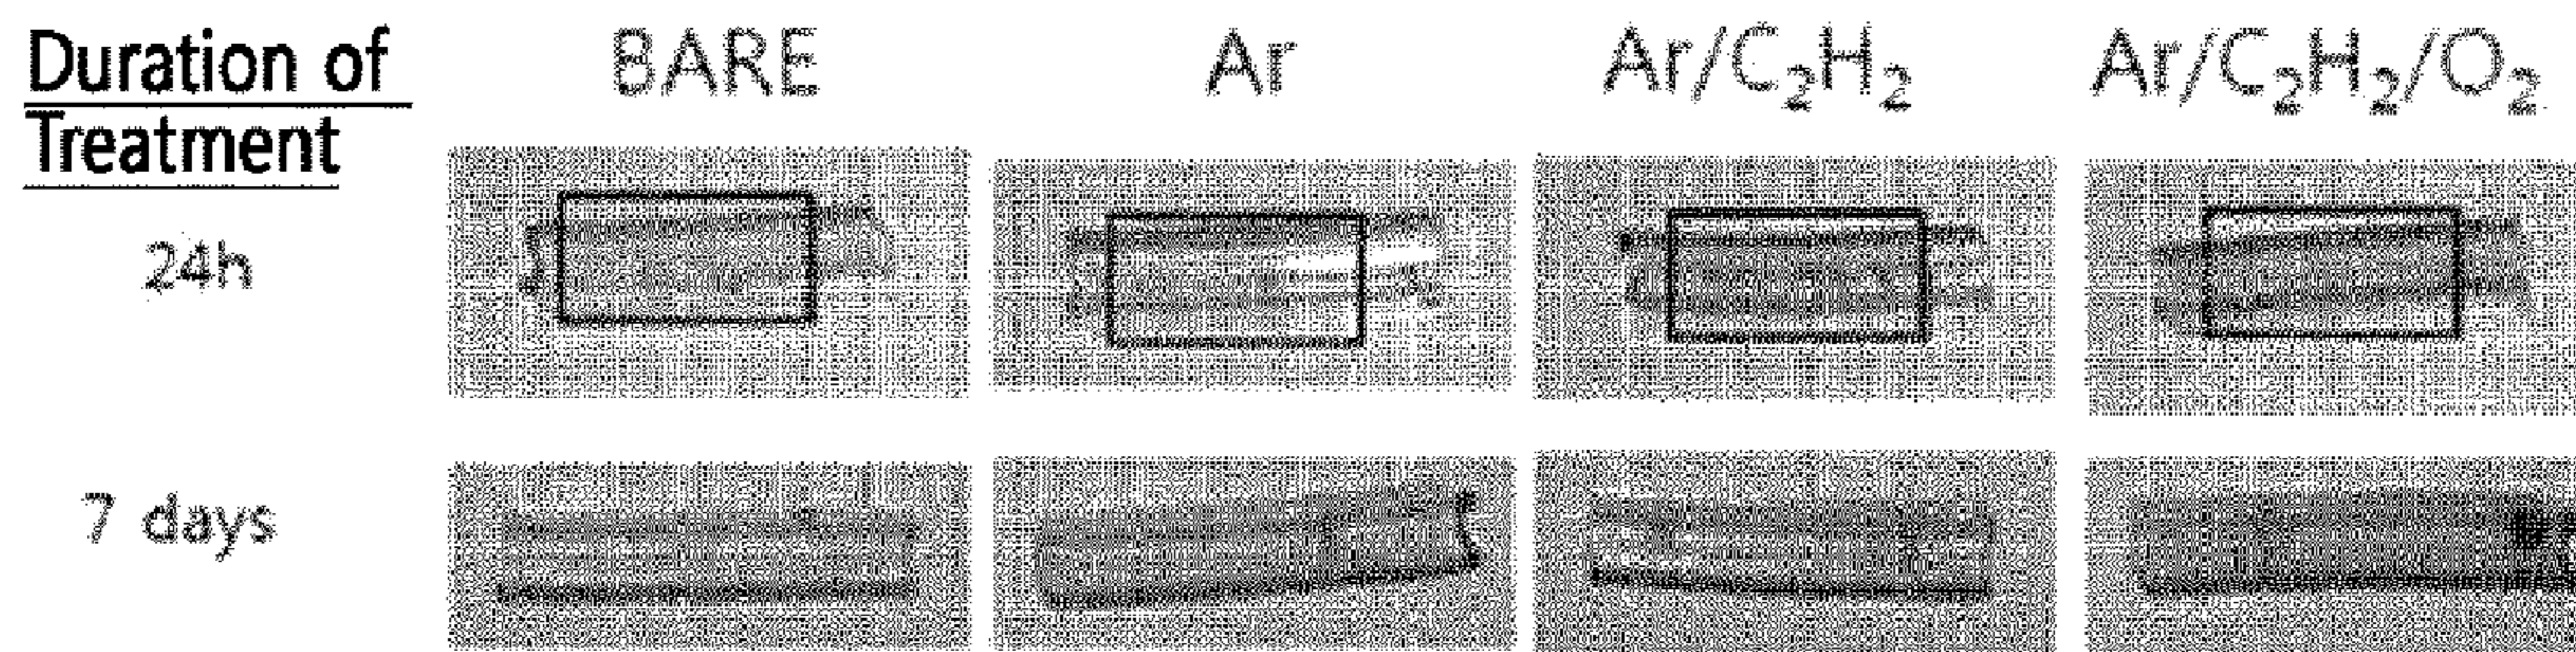 Duration of
Treatment
BARE
Ar
Ar/C₂H₂
Ar/C₂H₂/O₂
24h
7 days